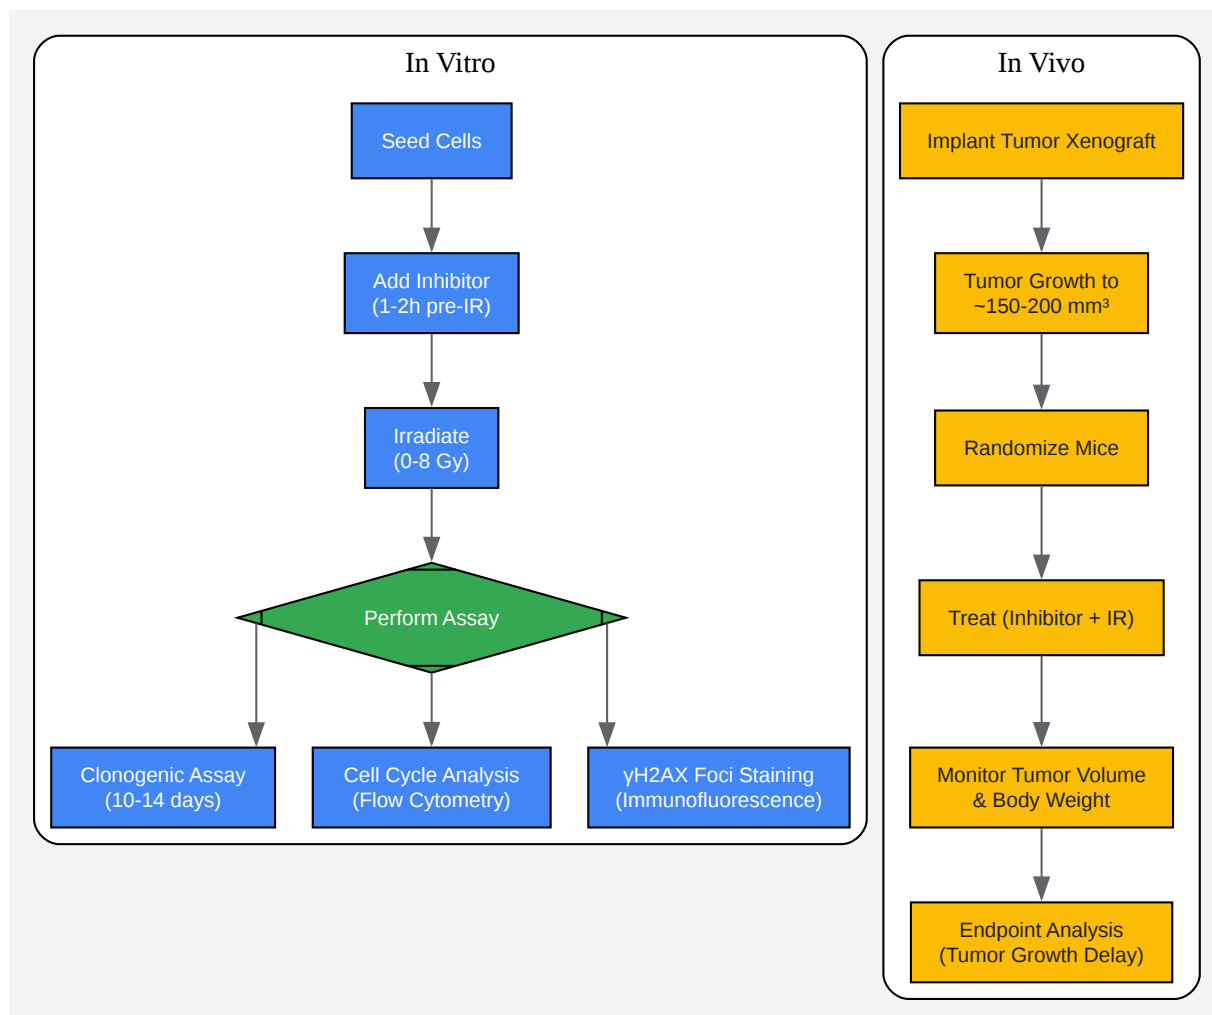 In Vitro
Seed Cells
Add Inhibitor
(1-2h pre-IR)
Irradiate
(0-8 Gy)
Perform Assay
Clonogenic Assay
(10-14 days)
Cell Cycle Analysis
(Flow Cytometry)
γH2AX Foci Staining
(Immunofluorescence)
In Vivo
Implant Tumor Xenograft
Tumor Growth to
~150-200 mm³
Randomize Mice
Treat (Inhibitor + IR)
Monitor Tumor Volume
& Body Weight
Endpoint Analysis
(Tumor Growth Delay)